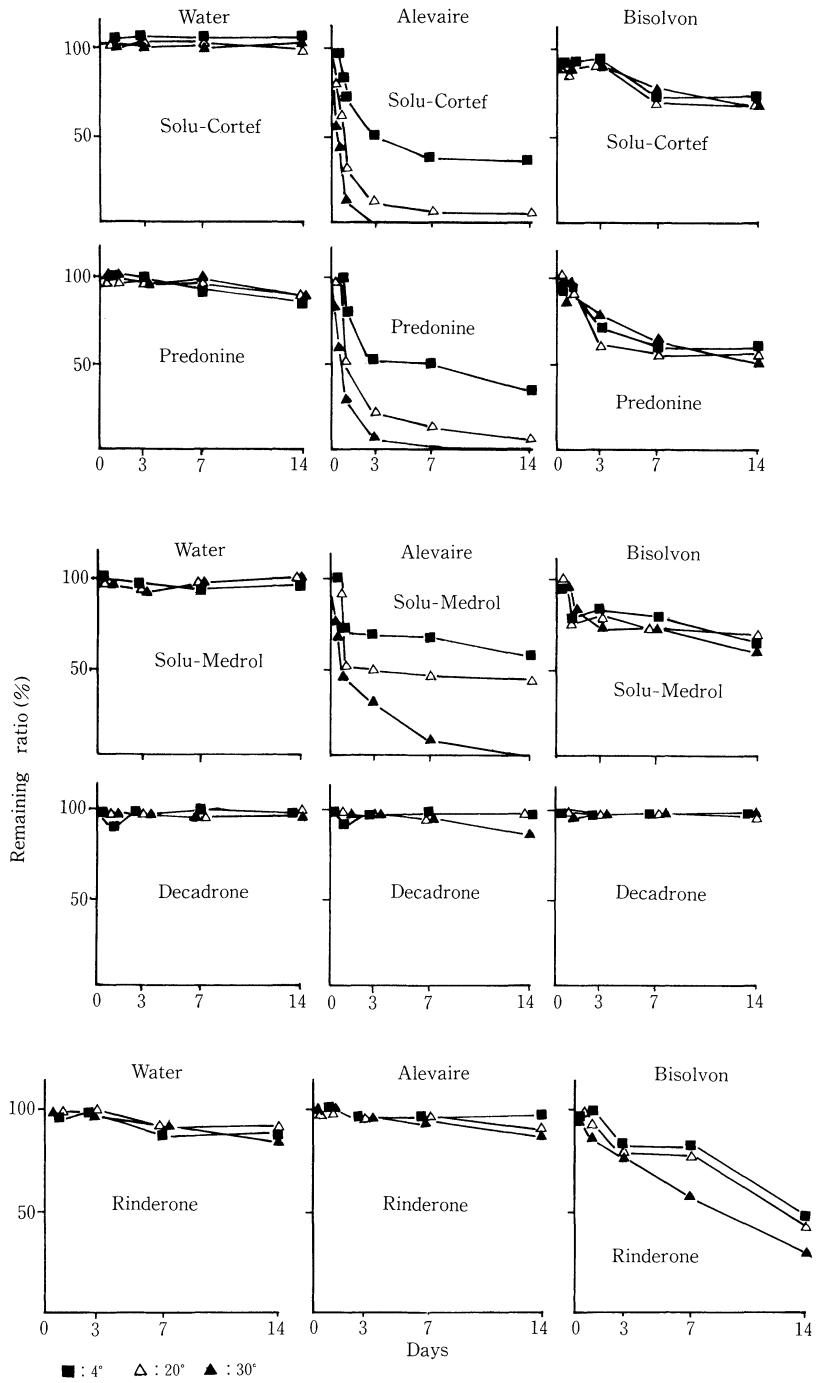 Water Alevaire Bisolvon
100
Solu-Cortef Solu-Cortef Solu-Cortef
50
100
Predonine Predonine Predonine
50
0 3 7 14 0 3 7 14 0 3 7 14
Water Alevaire Bisolvon
100
Solu-Medrol Solu-Medrol Solu-Medrol
50
Remaining ratio (%)
100
Decadrone Decadrone Decadrone
50
0 3 7 14 0 3 7 14 0 3 7 14
Water Alevaire Bisolvon
100
Rinderone Rinderone Rinderone
50
0 3 7 14 0 3 7 14 0 3 7 14
Days
■ : 4° △ : 20° ▲ : 30°